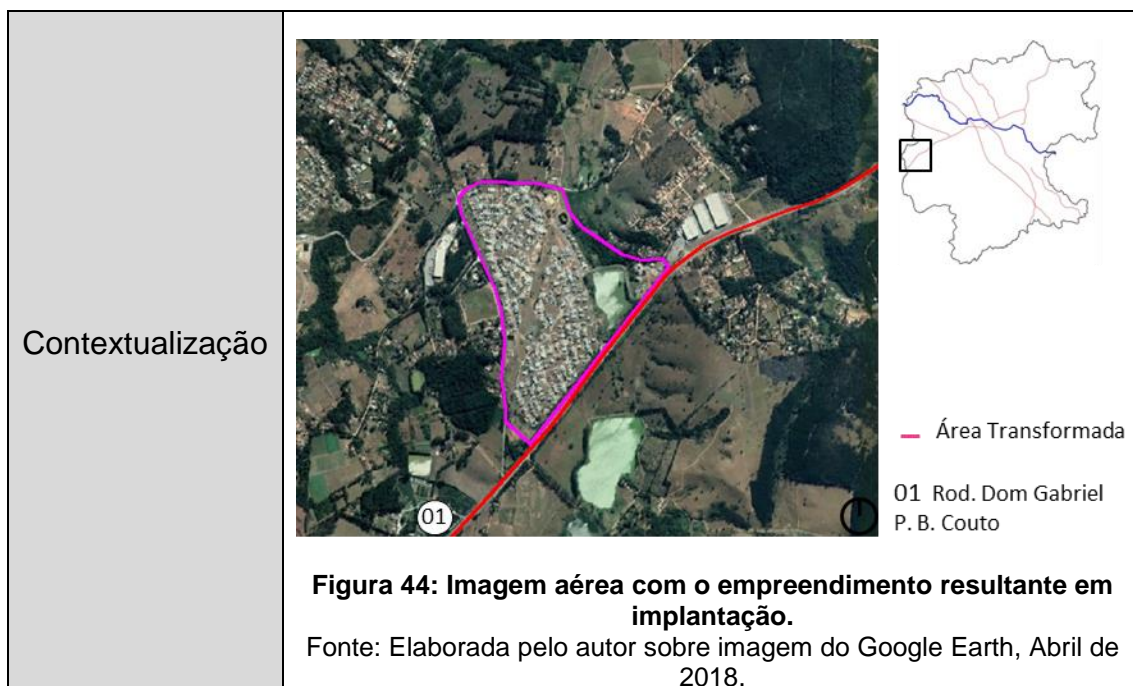 Contextualização
01
Área Transformada
01 Rod. Dom Gabriel
P. B. Couto
Figura 44: Imagem aérea com o empreendimento resultante em
implantação.
Fonte: Elaborada pelo autor sobre imagem do Google Earth, Abril de
2018.